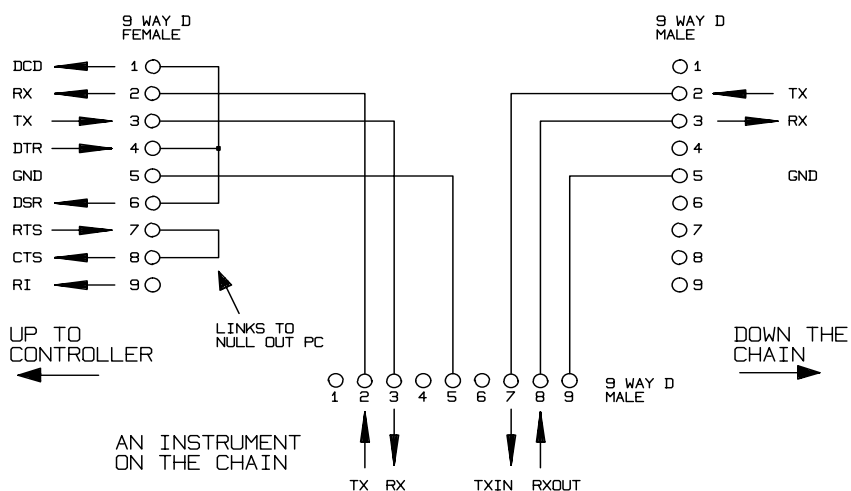 9 WAY D
FEMALE
9 WAY D
MALE
DCD 1
RX 2
TX 3
DTR 4
GND 5
DSR 6
RTS 7
CTS 8
RI 9
1
2 TX
3 RX
4
5 GND
6
7
8
9
LINKS TO
NULL OUT PC
UP TO
CONTROLLER
DOWN THE
CHAIN
1 2 3 4 5 6 7 8 9
9 WAY D
MALE
AN INSTRUMENT
ON THE CHAIN
TX RX TXIN RXOUT